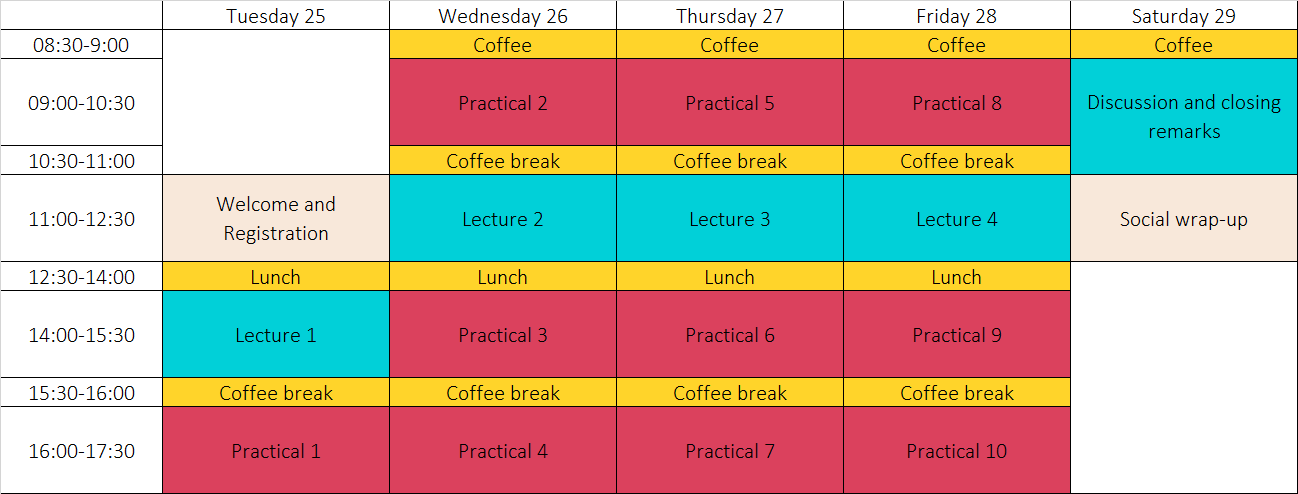 Tuesday 25 Wednesday 26 Thursday 27 Friday 28 Saturday 29
08:30-9:00 Coffee Coffee Coffee Coffee
09:00-10:30 Practical 2 Practical 5 Practical 8 Discussion and closing
remarks
10:30-11:00 Coffee break Coffee break Coffee break
11:00-12:30 Welcome and
Registration Lecture 2 Lecture 3 Lecture 4 Social wrap-up
12:30-14:00 Lunch Lunch Lunch Lunch
14:00-15:30 Lecture 1 Practical 3 Practical 6 Practical 9
15:30-16:00 Coffee break Coffee break Coffee break Coffee break
16:00-17:30 Practical 1 Practical 4 Practical 7 Practical 10